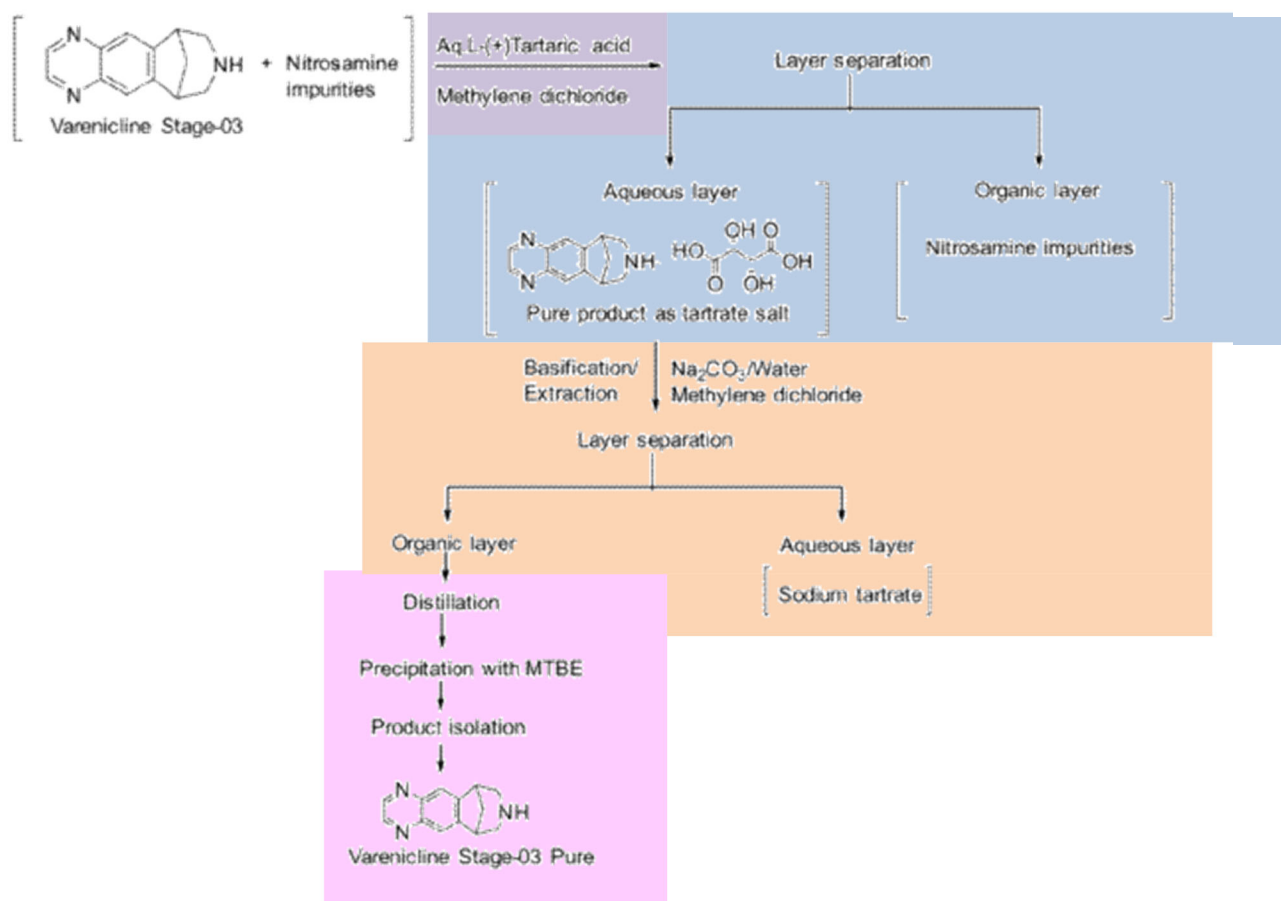 N
N
NH
+ Nitrosamine
impurities
Varenicline Stage-03
Aq.L-(+)Tartaric acid
Methylene dichloride
Layer separation
Aqueous layer
N
N
NH
HO
O
OH
O
OH
OH
Pure product as tartrate salt
Organic layer
Nitrosamine impurities
Basification/
Extraction
Na₂CO₃/Water
Methylene dichloride
Layer separation
Organic layer
Aqueous layer
Sodium tartrate
Distillation
Precipitation with MTBE
Product isolation
N
N
NH
Varenicline Stage-03 Pure